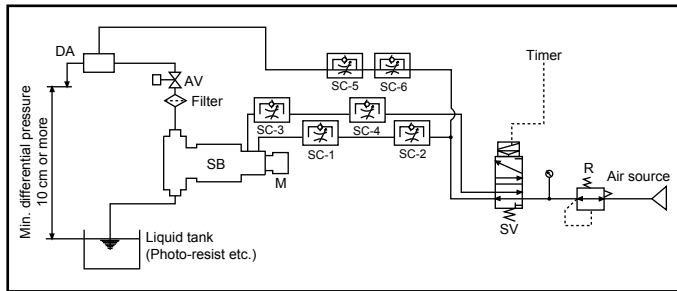 DA
AV
Filter
SC-5
SC-6
Timer
SC-3
SC-4
SC-1
SC-2
SB
M
R
Air source
SV
Min. differential pressure
10 cm or more
Liquid tank
(Photo-resist etc.)